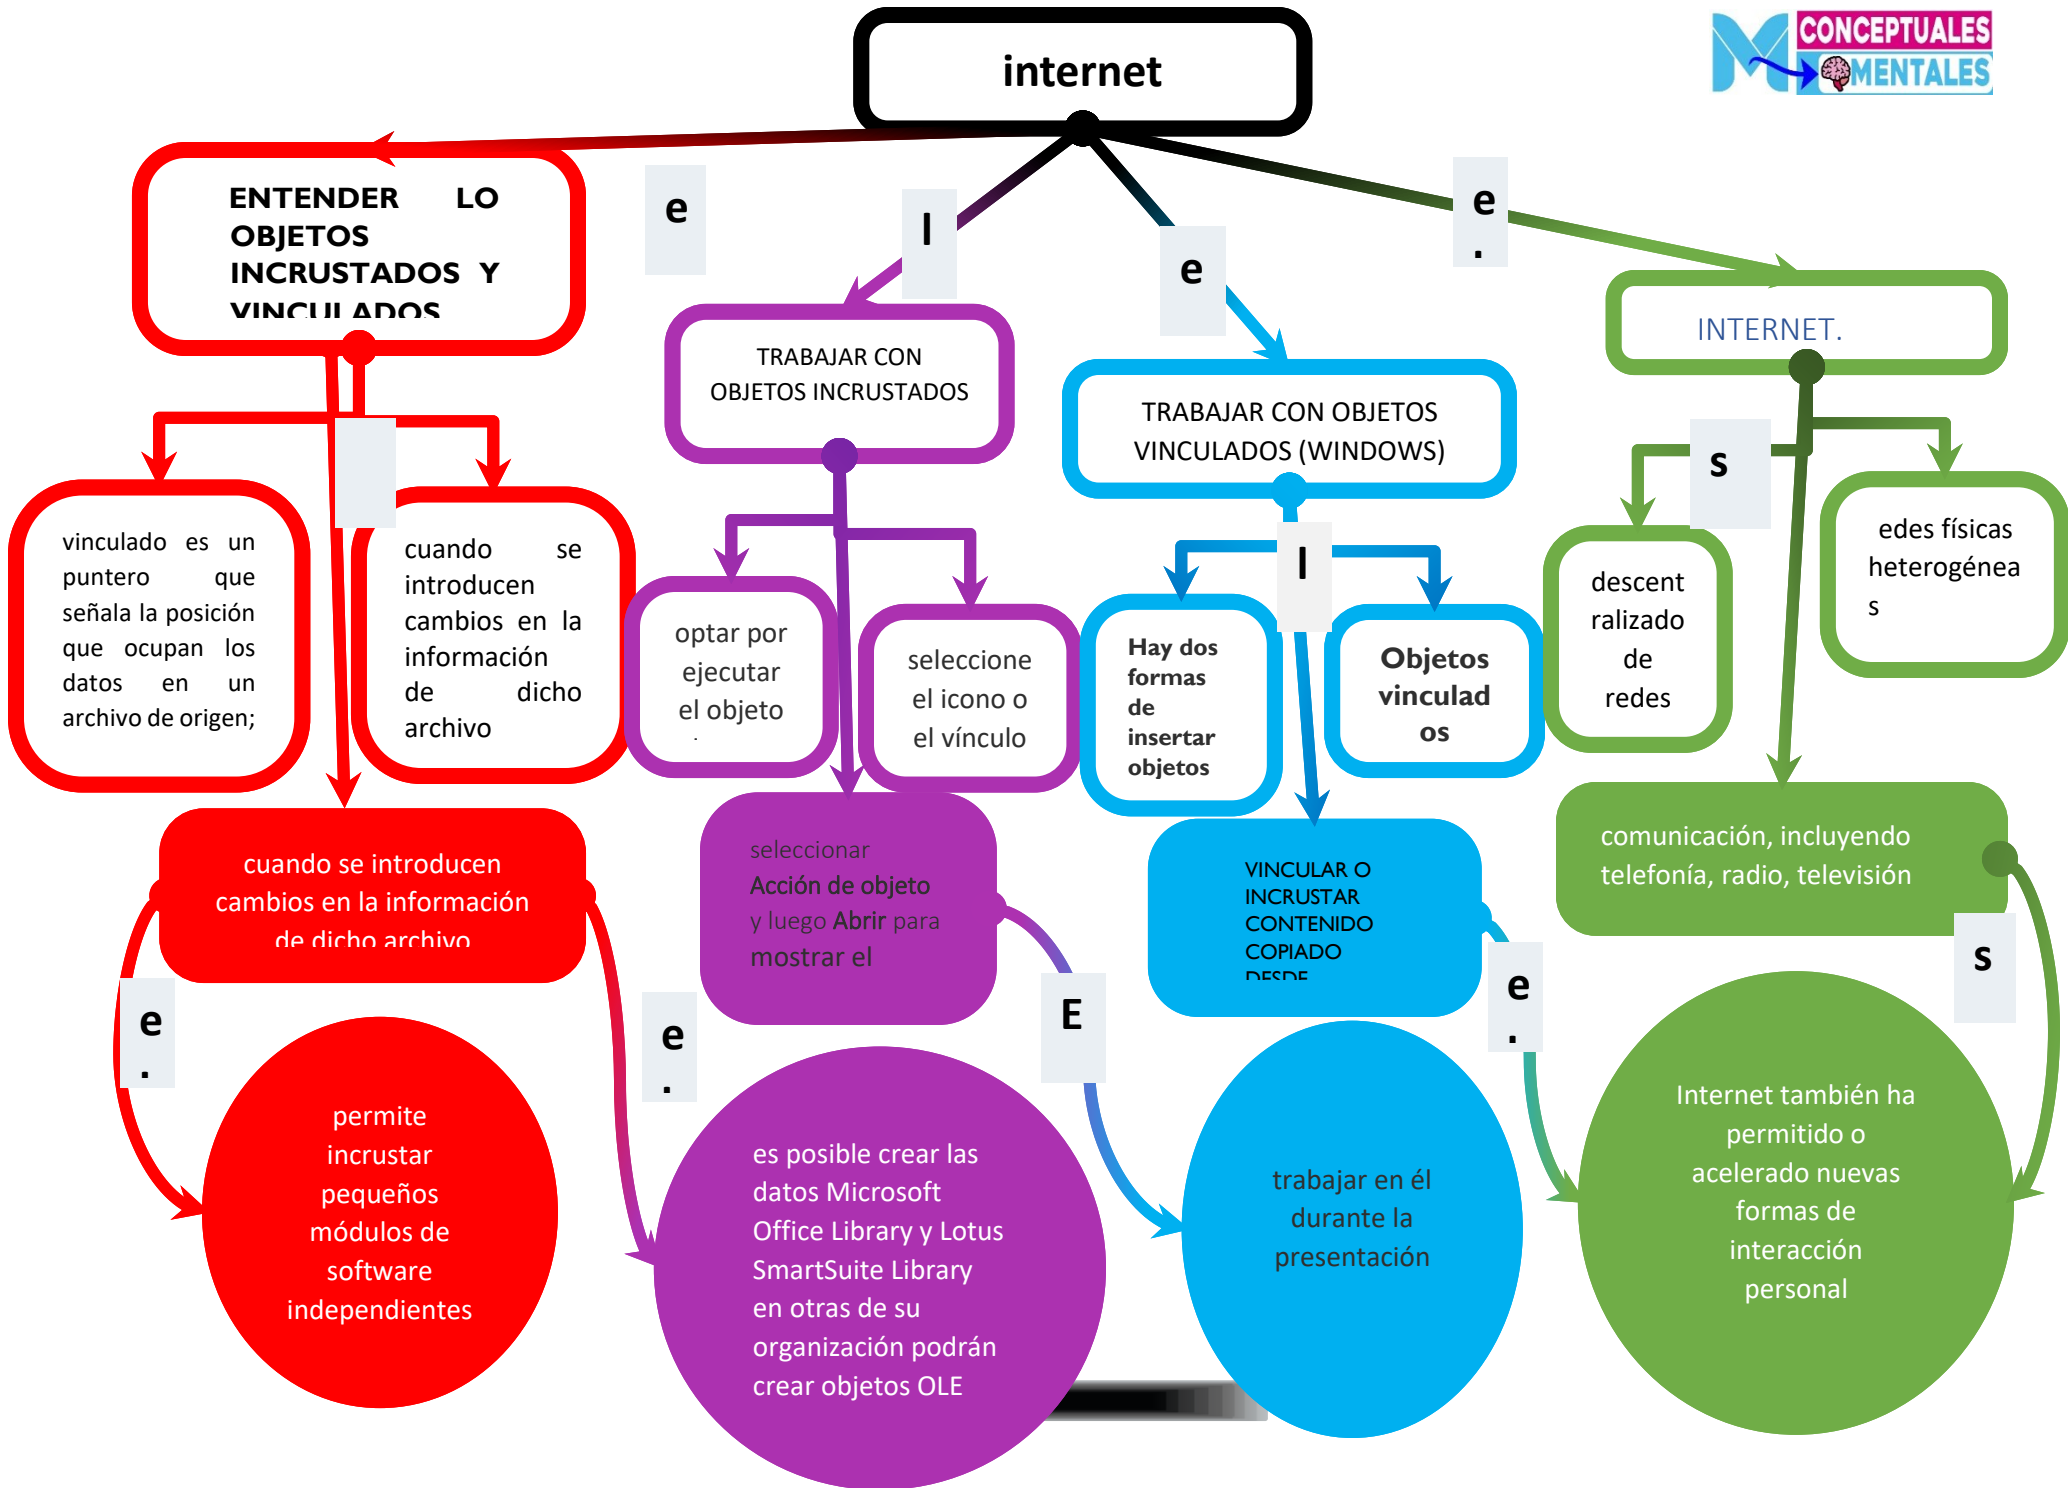 CONCEPTUALES
MENTALES
internet
e
l
e
e
.
ENTENDER LO
OBJETOS
INCRUSTADOS Y
VINCULADOS
TRABAJAR CON
OBJETOS INCRUSTADOS
TRABAJAR CON OBJETOS
VINCULADOS (WINDOWS)
INTERNET.
s
l
vinculado es un
puntero que
señala la posición
que ocupan los
datos en un
archivo de origen;
cuando se
introducen
cambios en la
información
de dicho
archivo
optar por
ejecutar
el objeto
seleccione
el icono o
el vínculo
Hay dos
formas
de
insertar
objetos
Objetos
vinculad
os
descent
ralizado
de
redes
edes físicas
heterogénea
s
cuando se introducen
cambios en la información
de dicho archivo
seleccionar
Acción de objeto
y luego Abrir para
mostrar el
VINCULAR O
INCRUSTAR
CONTENIDO
COPIADO
DESDE
comunicación, incluyendo
telefonía, radio, televisión
e
.
e
.
E
e
.
s
permite
incrustar
pequeños
módulos de
software
independientes
es posible crear las
datos Microsoft
Office Library y Lotus
SmartSuite Library
en otras de su
organización podrán
crear objetos OLE
trabajar en él
durante la
presentación
Internet también ha
permitido o
acelerado nuevas
formas de
interacción
personal